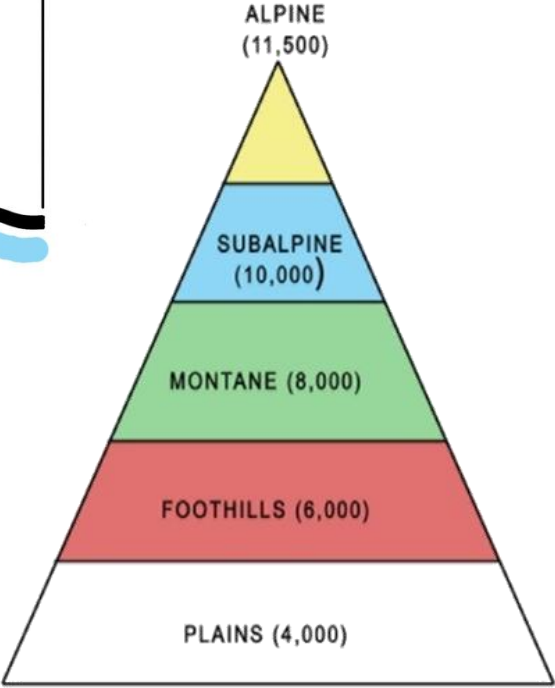 ALPINE
(11,500)
SUBALPINE
(10,000)
MONTANE (8,000)
FOOTHILLS (6,000)
PLAINS (4,000)